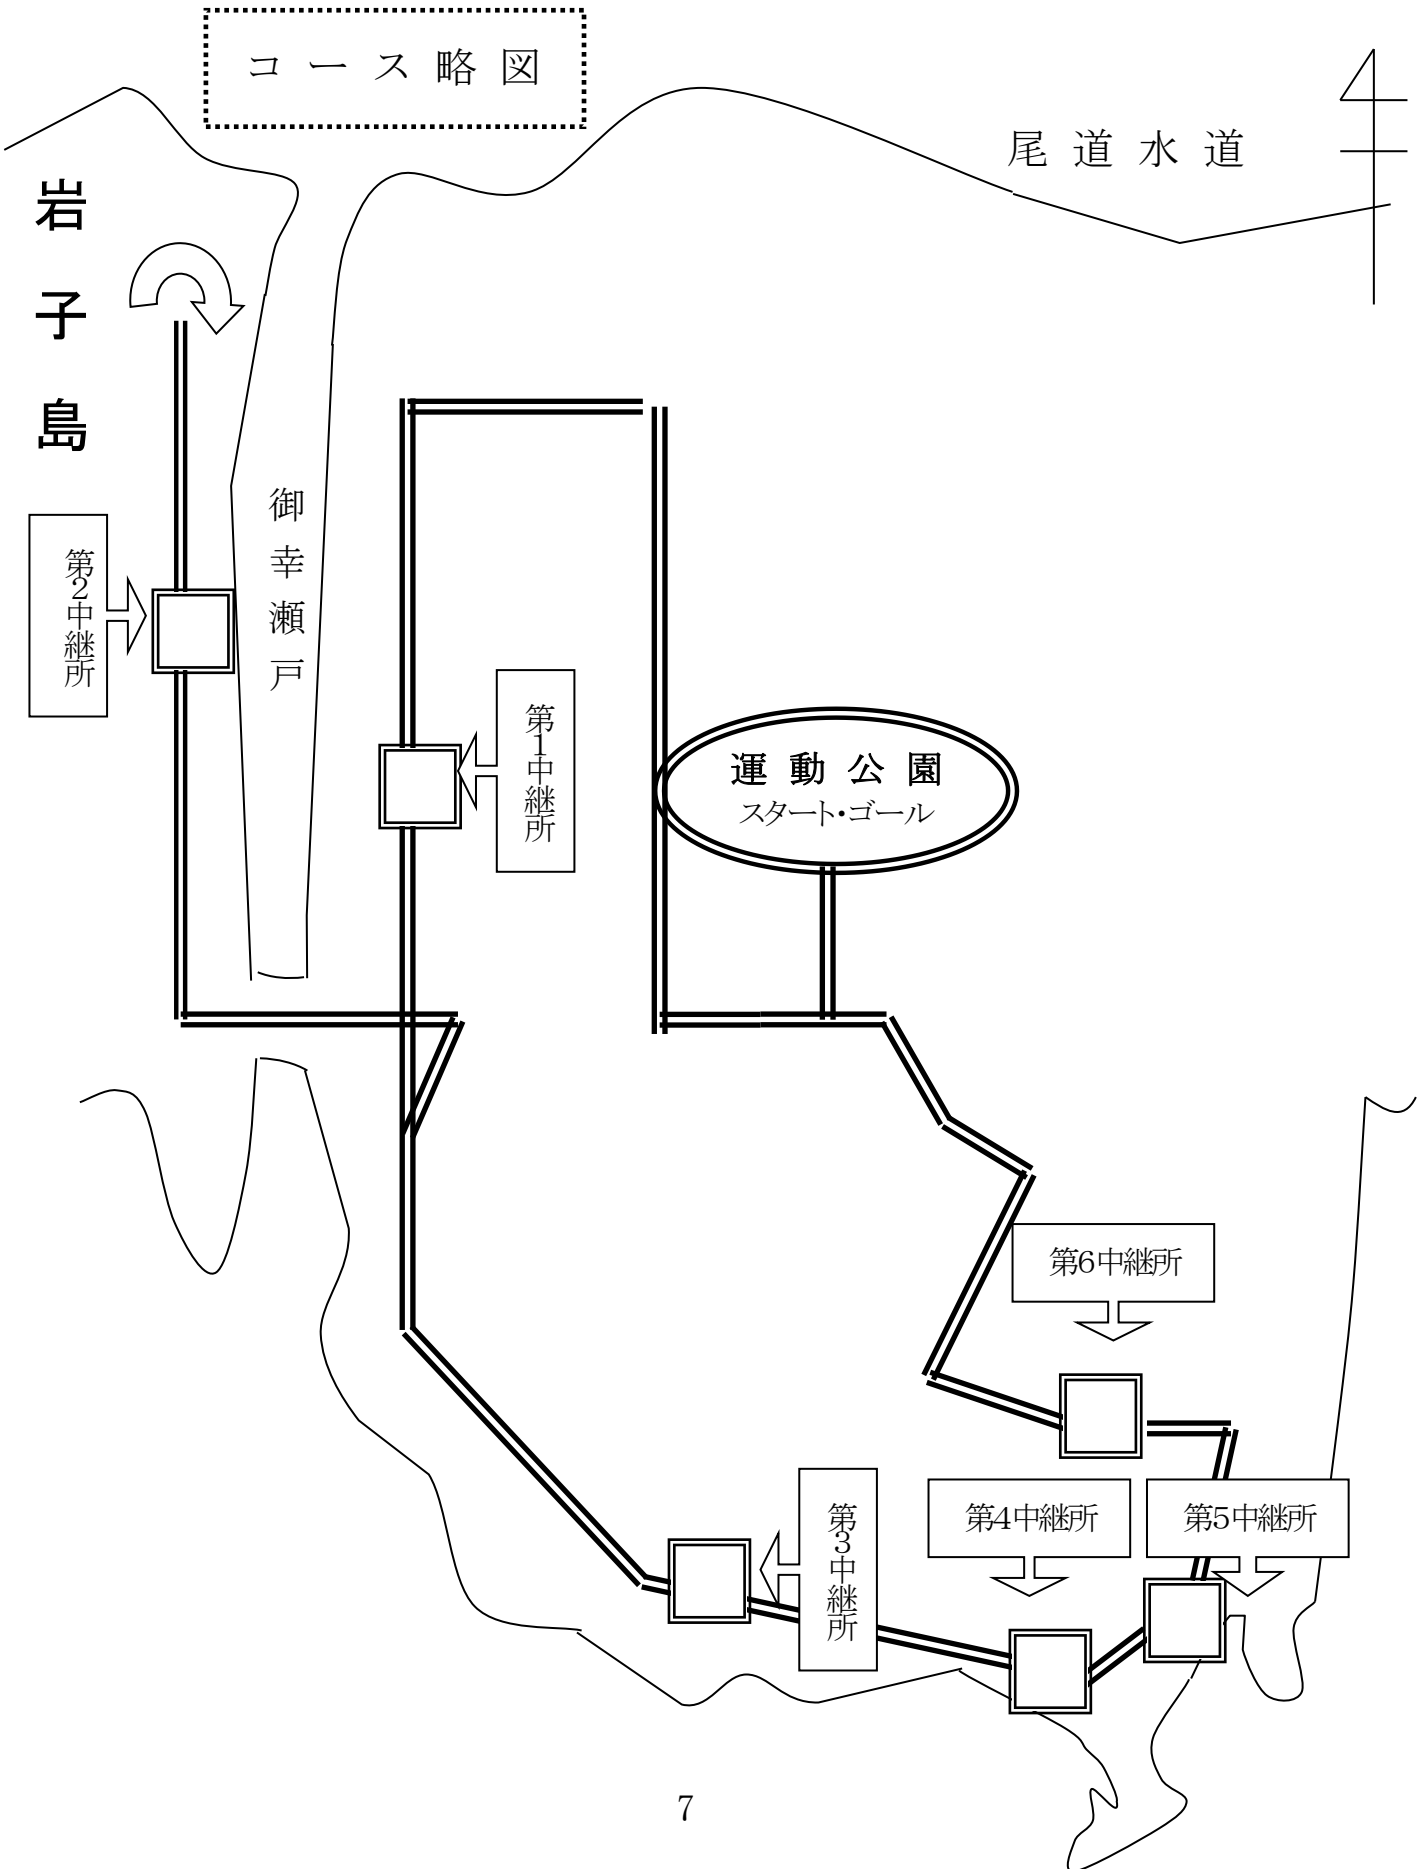 コース略図
尾道水道
岩子島
御幸瀬戸
第2中継所
第1中継所
運動公園
スタート・ゴール
第6中継所
第3中継所
第4中継所
第5中継所
7